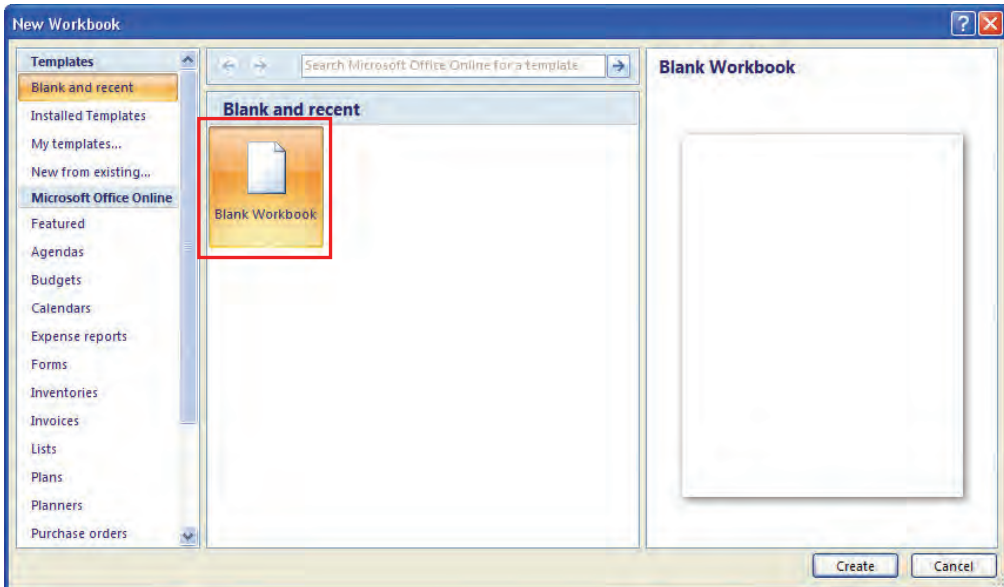 New Workbook
?
Templates
Blank and recent
Installed Templates
My templates...
New from existing...
Microsoft Office Online
Featured
Agendas
Budgets
Calendars
Expense reports
Forms
Inventories
Invoices
Lists
Plans
Planners
Purchase orders
Search Microsoft Office Online for a template
Blank and recent
Blank Workbook
Blank Workbook
Create
Cancel